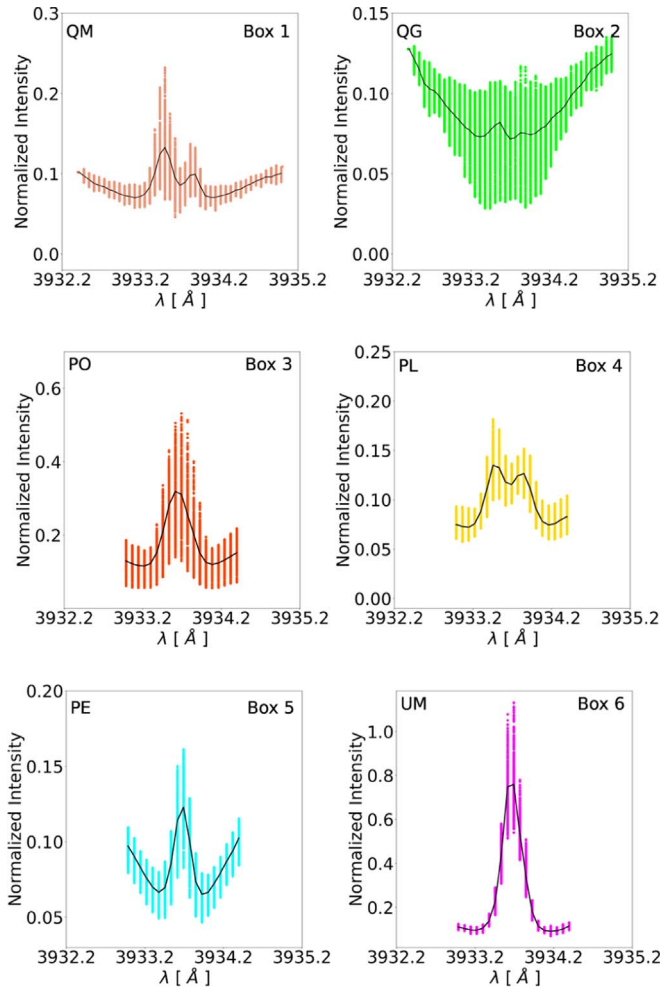 QM Box 1
Normalized Intensity
0.3
0.2
0.1
0.0
3932.2 3933.2 3934.2 3935.2
λ [ Å ]
QG Box 2
Normalized Intensity
0.15
0.10
0.05
0.00
3932.2 3933.2 3934.2 3935.2
λ [ Å ]
PO Box 3
Normalized Intensity
0.6
0.4
0.2
3932.2 3933.2 3934.2 3935.2
λ [ Å ]
PL Box 4
Normalized Intensity
0.25
0.20
0.15
0.10
0.05
0.00
3932.2 3933.2 3934.2 3935.2
λ [ Å ]
PE Box 5
Normalized Intensity
0.20
0.15
0.10
0.05
3932.2 3933.2 3934.2 3935.2
λ [ Å ]
UM Box 6
Normalized Intensity
1.0
0.8
0.6
0.4
0.2
3932.2 3933.2 3934.2 3935.2
λ [ Å ]